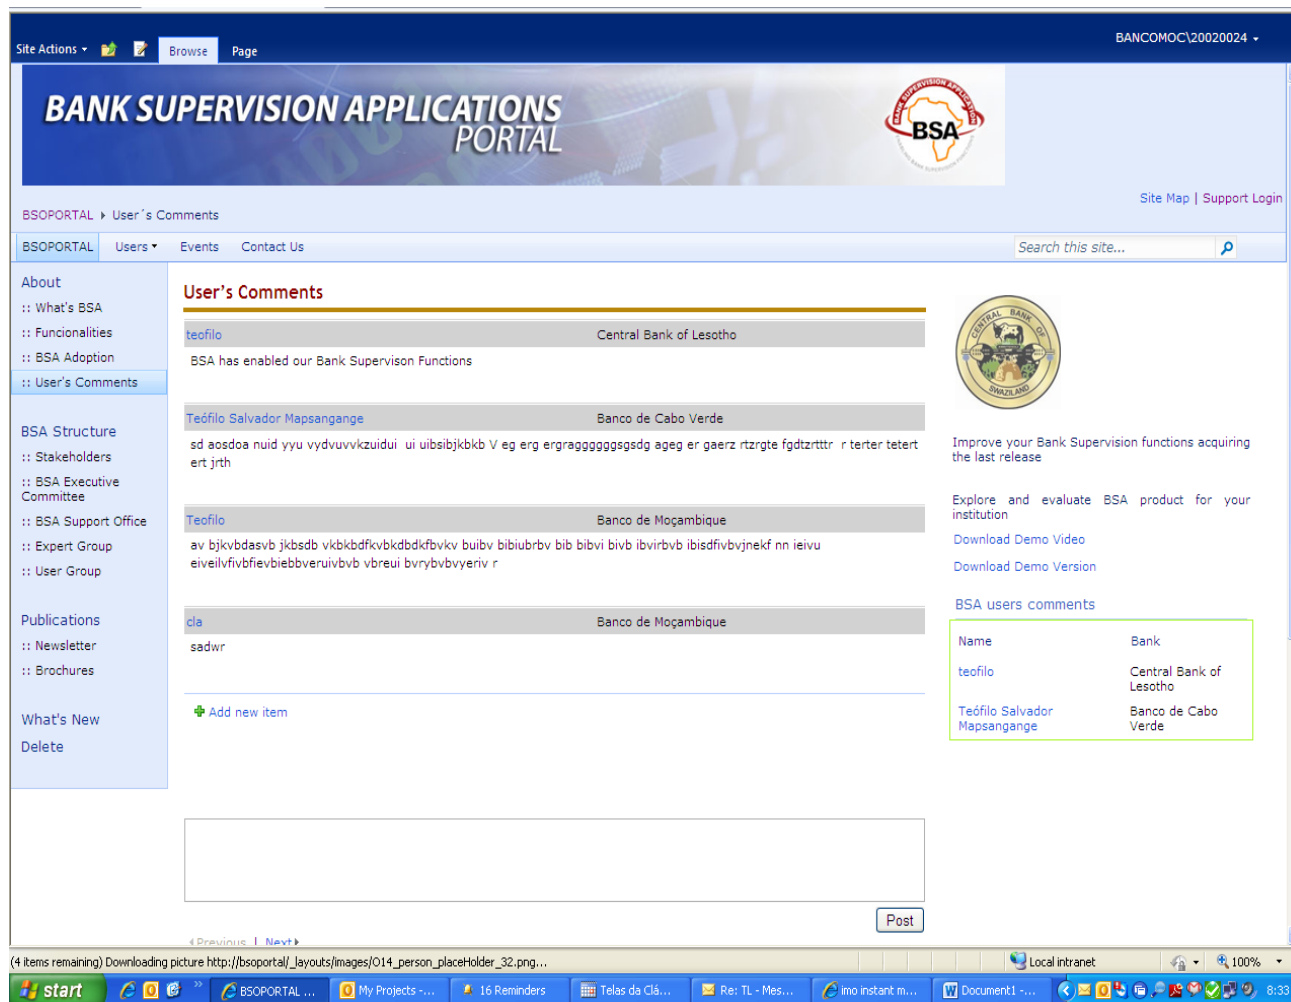 Site Actions
Browse
Page
BANCOMOC\20020024
BANK SUPERVISION APPLICATIONS
PORTAL
BANK SUPERVISION APPLICATION
BSA
Site Map | Support Login
BSOPORTAL
User´s Comments
BSOPORTAL
Users
Events
Contact Us
Search this site...
About
:: What's BSA
:: Funcionalities
:: BSA Adoption
:: User's Comments
BSA Structure
:: Stakeholders
:: BSA Executive
Committee
:: BSA Support Office
:: Expert Group
:: User Group
Publications
:: Newsletter
:: Brochures
What's New
Delete
User's Comments
teofilo
Central Bank of Lesotho
BSA has enabled our Bank Supervison Functions
Teófilo Salvador Mapsangange
Banco de Cabo Verde
sd aosdoa nuid yyu vydvuvvkzuidui ui uibsibjkbkb V eg erg ergraggggggsgsdg ageg er gaerz rtzrgte fgdtzrtttr r terter tetert
ert jrth
Teofilo
Banco de Moçambique
av bjkvbdasvb jkbsdb vkbkbdfkvbkdbdkfbvkv buibv bibiubrbv bib bibvi bivb ibvirbvb ibisdfivbvjnekf nn ieivu
eiveilvfivbfievbiebbveruivbvb vbreui bvrybvbvyeriv r
cla
Banco de Moçambique
sadwr
Add new item
Post
Previous | Next
CENTRAL BANK OF
SWAZILAND
Improve your Bank Supervision functions acquiring
the last release
Explore and evaluate BSA product for your
institution
Download Demo Video
Download Demo Version
BSA users comments
Name
Bank
teofilo
Central Bank of
Lesotho
Teófilo Salvador
Mapsangange
Banco de Cabo
Verde
(4 items remaining) Downloading picture http://bsoportal/_layouts/images/O14_person_placeHolder_32.png...
Local intranet
100%
start
BSOPORTAL ...
My Projects -...
16 Reminders
Telas da Clá...
Re: TL - Mes...
imo instant m...
Document1 -...
8:33